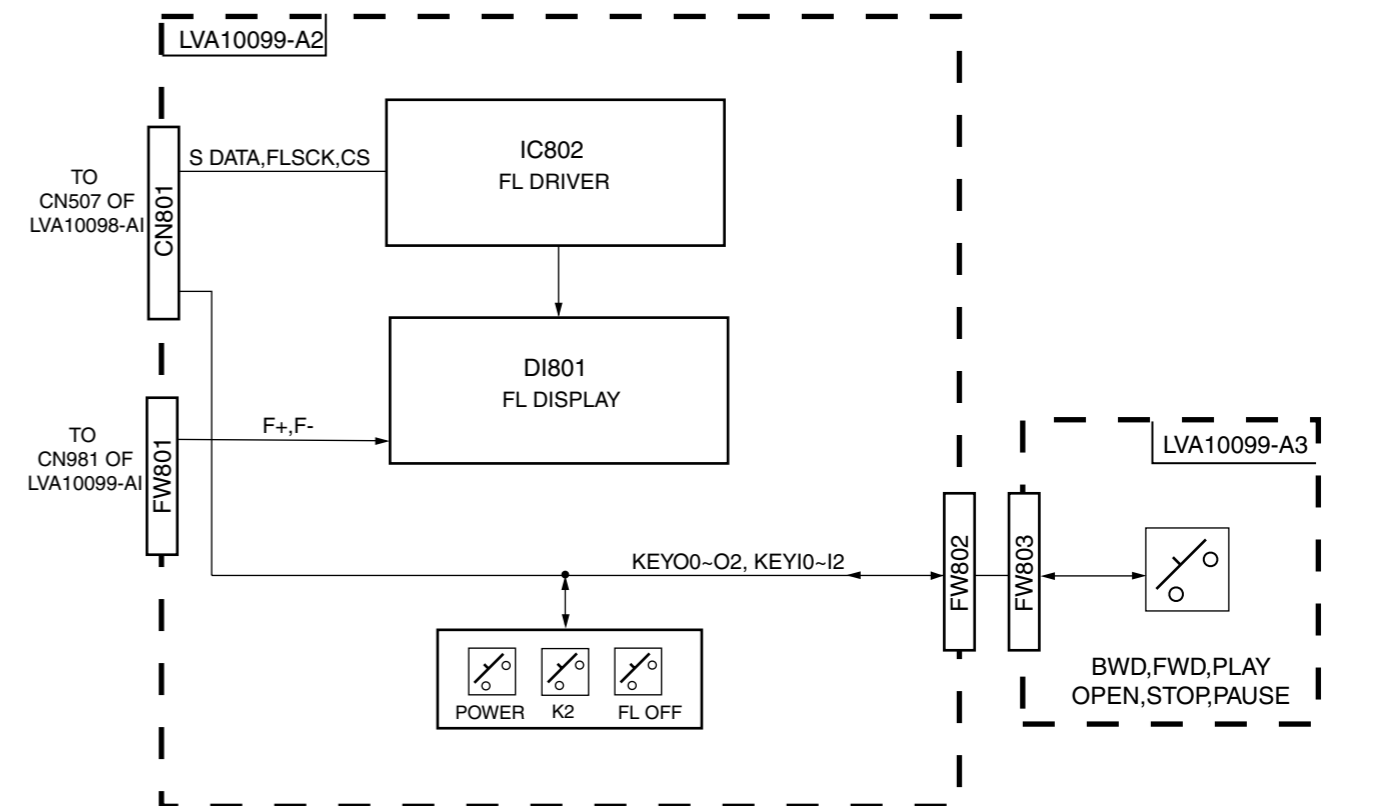 LVA10099-A2
TO
CN507 OF
LVA10098-AI
CN801
S DATA,FLSCK,CS
IC802
FL DRIVER
DI801
FL DISPLAY
TO
CN981 OF
LVA10099-AI
FW801
F+,F-
KEYO0~O2, KEYI0~I2
FW802
FW803
LVA10099-A3
POWER
K2
FL OFF
BWD,FWD,PLAY
OPEN,STOP,PAUSE